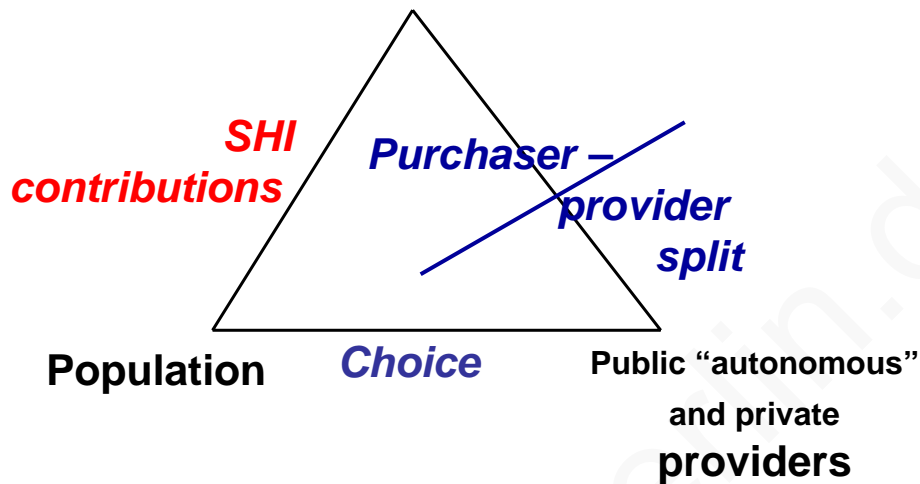 SHI
contributions
Purchaser –
provider
split
Population
Choice
Public “autonomous”
and private
providers